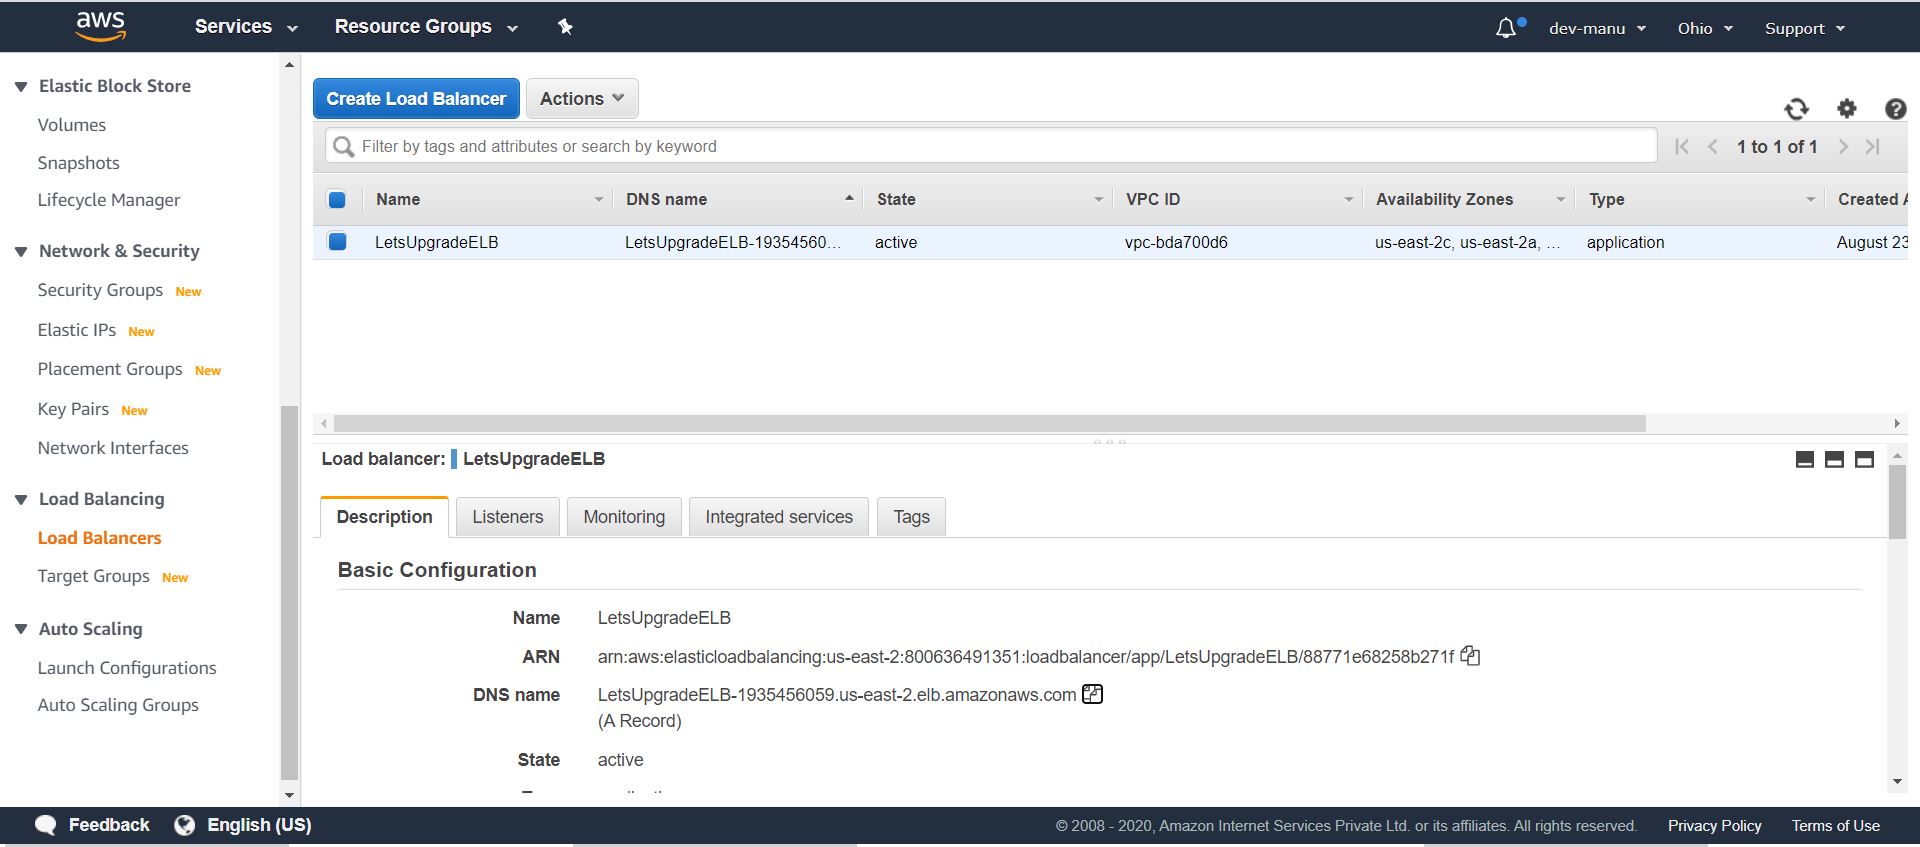 aws Services Resource Groups dev-manu Ohio Support
Elastic Block Store
Volumes
Snapshots
Lifecycle Manager
Network & Security
Security Groups New
Elastic IPs New
Placement Groups New
Key Pairs New
Network Interfaces
Load Balancing
Load Balancers
Target Groups New
Auto Scaling
Launch Configurations
Auto Scaling Groups
Create Load Balancer Actions
Filter by tags and attributes or search by keyword 1 to 1 of 1
Name DNS name State VPC ID Availability Zones Type Created A
LetsUpgradeELB LetsUpgradeELB-19354560... active vpc-bda700d6 us-east-2c, us-east-2a, ... application August 23
Load balancer: LetsUpgradeELB
Description Listeners Monitoring Integrated services Tags
Basic Configuration
Name LetsUpgradeELB
ARN arn:aws:elasticloadbalancing:us-east-2:800636491351:loadbalancer/app/LetsUpgradeELB/88771e68258b271f
DNS name LetsUpgradeELB-1935456059.us-east-2.elb.amazonaws.com
(A Record)
State active
Feedback English (US) © 2008 - 2020, Amazon Internet Services Private Ltd. or its affiliates. All rights reserved. Privacy Policy Terms of Use